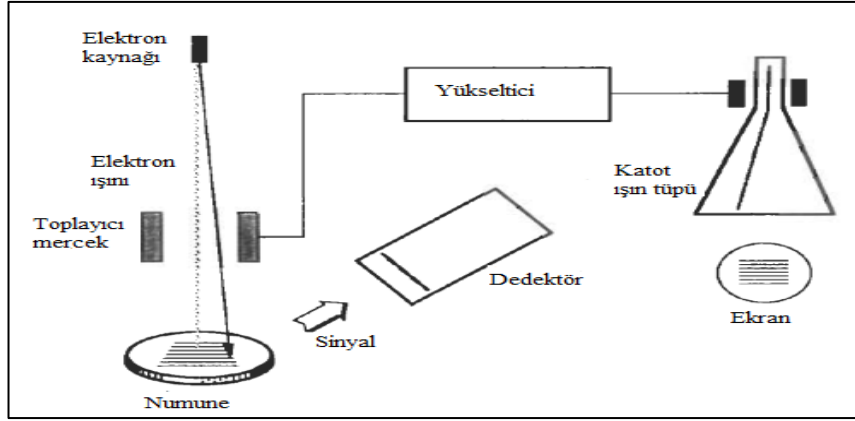 Elektron
kaynağı
Yükseltici
Elektron
ışını
Katot
ışın tüpü
Toplayıcı
mercek
Dedektör
Ekran
Sinyal
Numune